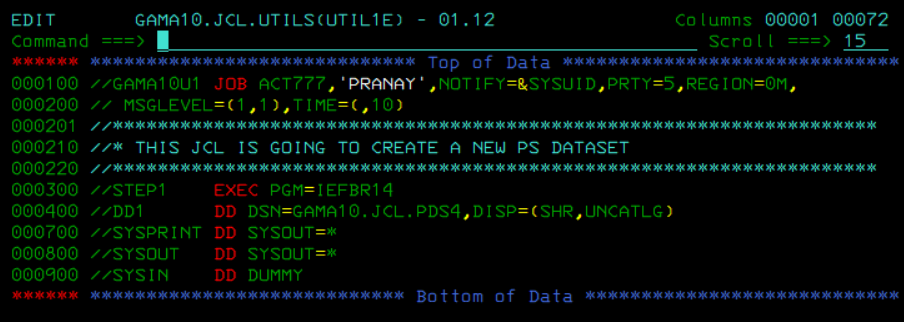 EDIT       GAMA10.JCL.UTILS(UTIL1E) - 01.12                     Columns 00001 00072
Command ===>                                                    Scroll ===> 15
****** **************************** Top of Data ******************************
000100 //GAMA10U1 JOB ACT777,'PRANAY',NOTIFY=&SYSUID,PRTY=5,REGION=0M,
000200 // MSGLEVEL=(1,1),TIME=(,10)
000201 //********************************************************************
000210 //* THIS JCL IS GOING TO CREATE A NEW PS DATASET
000220 //********************************************************************
000300 //STEP1    EXEC PGM=IEFBR14
000400 //DD1      DD DSN=GAMA10.JCL.PDS4,DISP=(SHR,UNCATLG)
000700 //SYSPRINT DD SYSOUT=*
000800 //SYSOUT   DD SYSOUT=*
000900 //SYSIN    DD DUMMY
****** **************************** Bottom of Data ****************************